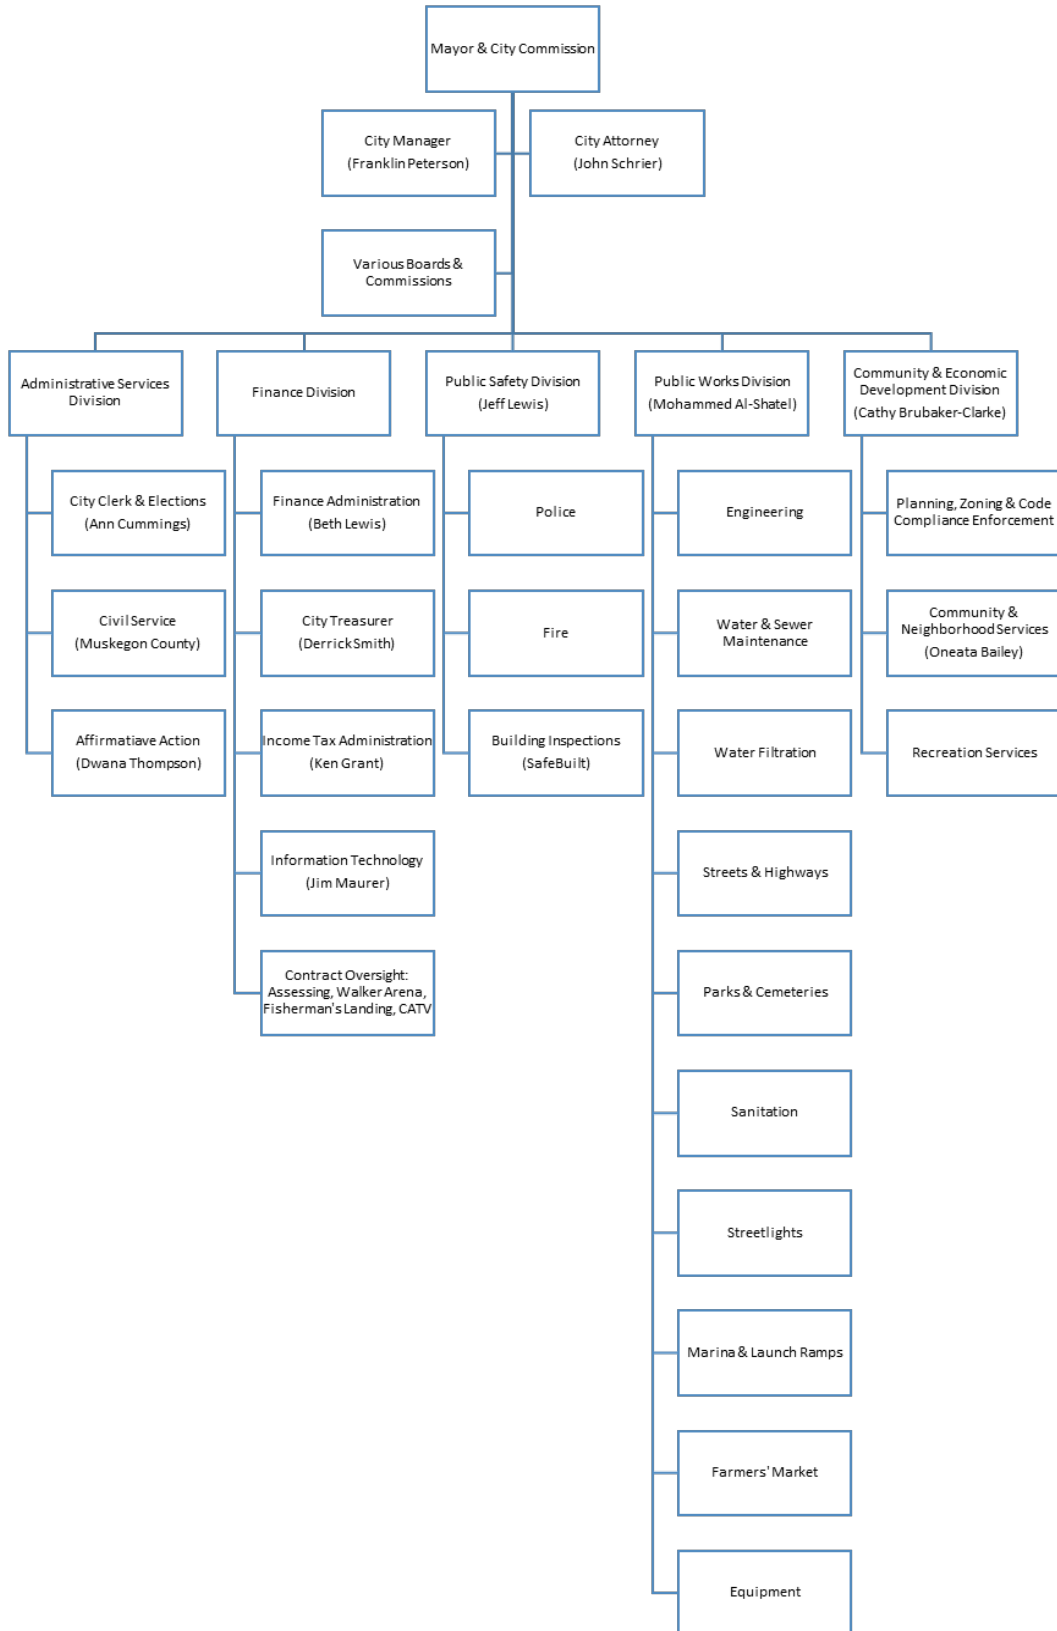 Mayor & City Commission
City Manager
(Franklin Peterson)
City Attorney
(John Schrier)
Various Boards &
Commissions
Administrative Services
Division
Finance Division
Public Safety Division
(Jeff Lewis)
Public Works Division
(Mohammed Al-Shatel)
Community & Economic
Development Division
(Cathy Brubaker-Clarke)
City Clerk & Elections
(Ann Cummings)
Civil Service
(Muskegon County)
Affirmatiave Action
(Dwana Thompson)
Finance Administration
(Beth Lewis)
City Treasurer
(Derrick Smith)
Income Tax Administration
(Ken Grant)
Information Technology
(Jim Maurer)
Contract Oversight:
Assessing, Walker Arena,
Fisherman's Landing, CATV
Police
Fire
Building Inspections
(SafeBuilt)
Engineering
Water & Sewer
Maintenance
Water Filtration
Streets & Highways
Parks & Cemeteries
Sanitation
Streetlights
Marina & Launch Ramps
Farmers' Market
Equipment
Planning, Zoning & Code
Compliance Enforcement
Community &
Neighborhood Services
(Oneata Bailey)
Recreation Services